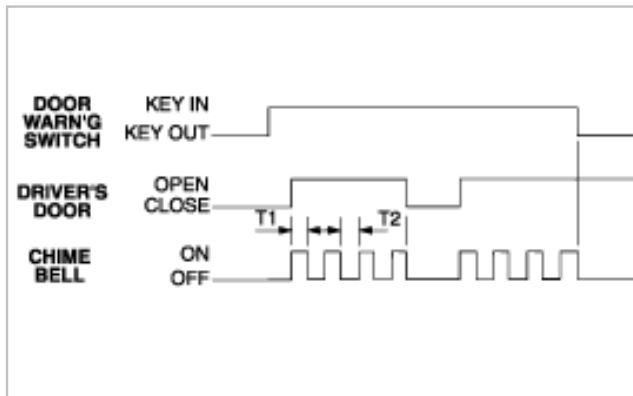 DOOR
WARN'G
SWITCH
KEY IN
KEY OUT
DRIVER'S
DOOR
OPEN
CLOSE
T1
T2
CHIME
BELL
ON
OFF